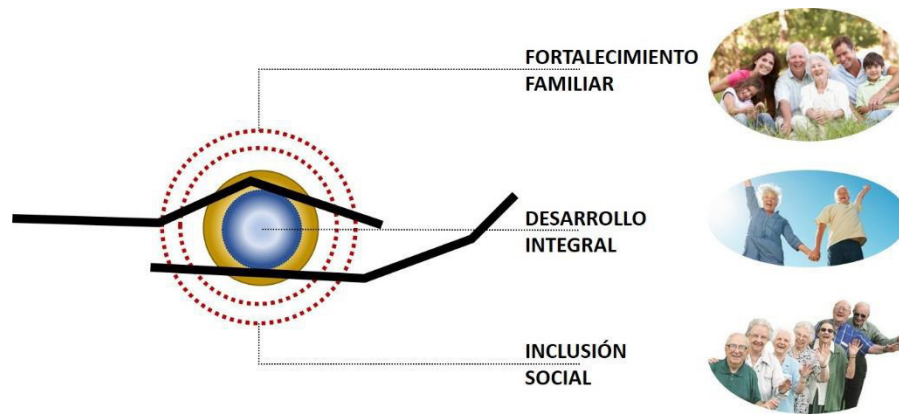 FORTALECIMIENTO
FAMILIAR
DESARROLLO
INTEGRAL
INCLUSIÓN
SOCIAL